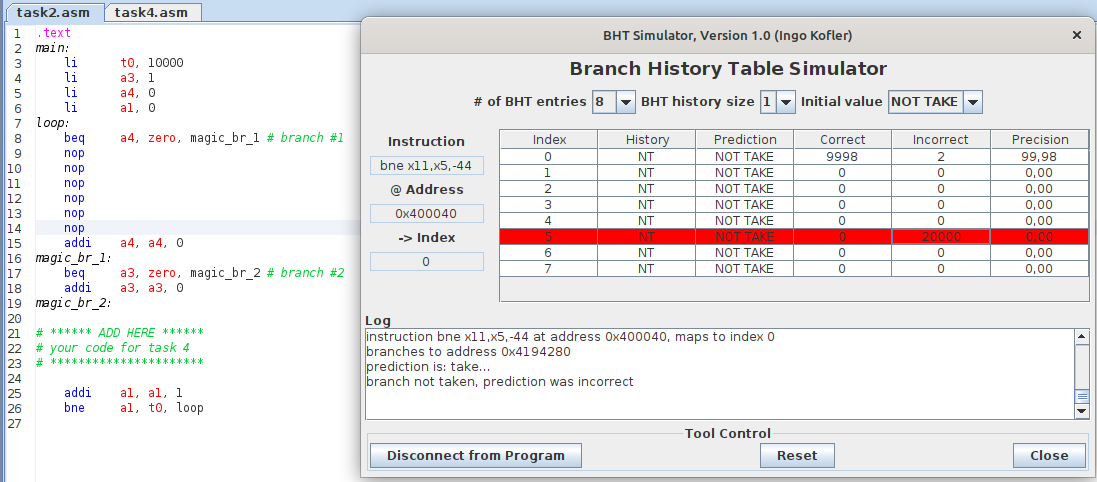 task2.asm task4.asm
1 .text
2 main:
3 li t0, 10000
4 li a3, 1
5 li a4, 0
6 li a1, 0
7 loop:
8 beq a4, zero, magic_br_1 # branch #1
9 nop
10 nop
11 nop
12 nop
13 nop
14 nop
15 addi a4, a4, 0
16 magic_br_1:
17 beq a3, zero, magic_br_2 # branch #2
18 addi a3, a3, 0
19 magic_br_2:
20
21 # ****** ADD HERE ******
22 # your code for task 4
23 # **********************
24
25 addi a1, a1, 1
26 bne a1, t0, loop
27
BHT Simulator, Version 1.0 (Ingo Kofler)
Branch History Table Simulator
# of BHT entries 8 BHT history size 1 Initial value NOT TAKE
Instruction
bne x11,x5,-44
@ Address
0x400040
-> Index
0
Index History Prediction Correct Incorrect Precision
0 NT NOT TAKE 9998 2 99,98
1 NT NOT TAKE 0 0 0,00
2 NT NOT TAKE 0 0 0,00
3 NT NOT TAKE 0 0 0,00
4 NT NOT TAKE 0 0 0,00
5 NT NOT TAKE 0 20000 0,00
6 NT NOT TAKE 0 0 0,00
7 NT NOT TAKE 0 0 0,00
Log
instruction bne x11,x5,-44 at address 0x400040, maps to index 0
branches to address 0x4194280
prediction is: take...
branch not taken, prediction was incorrect
Tool Control
Disconnect from Program Reset Close